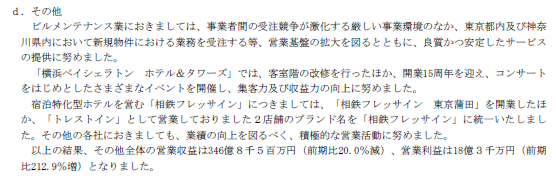 ｄ．その他
ビルメンテナンス業におきましては、事業者間の受注競争が激化する厳しい事業環境のなか、東京都内及び神奈
川県内において新規物件における業務を受注する等、営業基盤の拡大を図るとともに、良質かつ安定したサービス
の提供に努めました。
「横浜ベイシェラトン　ホテル＆タワーズ」では、客室階の改修を行ったほか、開業15周年を迎え、コンサート
をはじめとしたさまざまなイベントを開催し、集客力及び収益力の向上に努めました。
宿泊特化型ホテルを営む「相鉄フレッサイン」につきましては、「相鉄フレッサイン　東京蒲田」を開業したほ
か、「トレストイン」として営業しておりました２店舗のブランド名を「相鉄フレッサイン」に統一いたしまし
た。その他の各社におきましても、業績の向上を図るべく、積極的な営業活動に努めました。
以上の結果、その他全体の営業収益は346億８千５百万円（前期比20.0％減）、営業利益は18億３千万円（前期
比212.9％増）となりました。